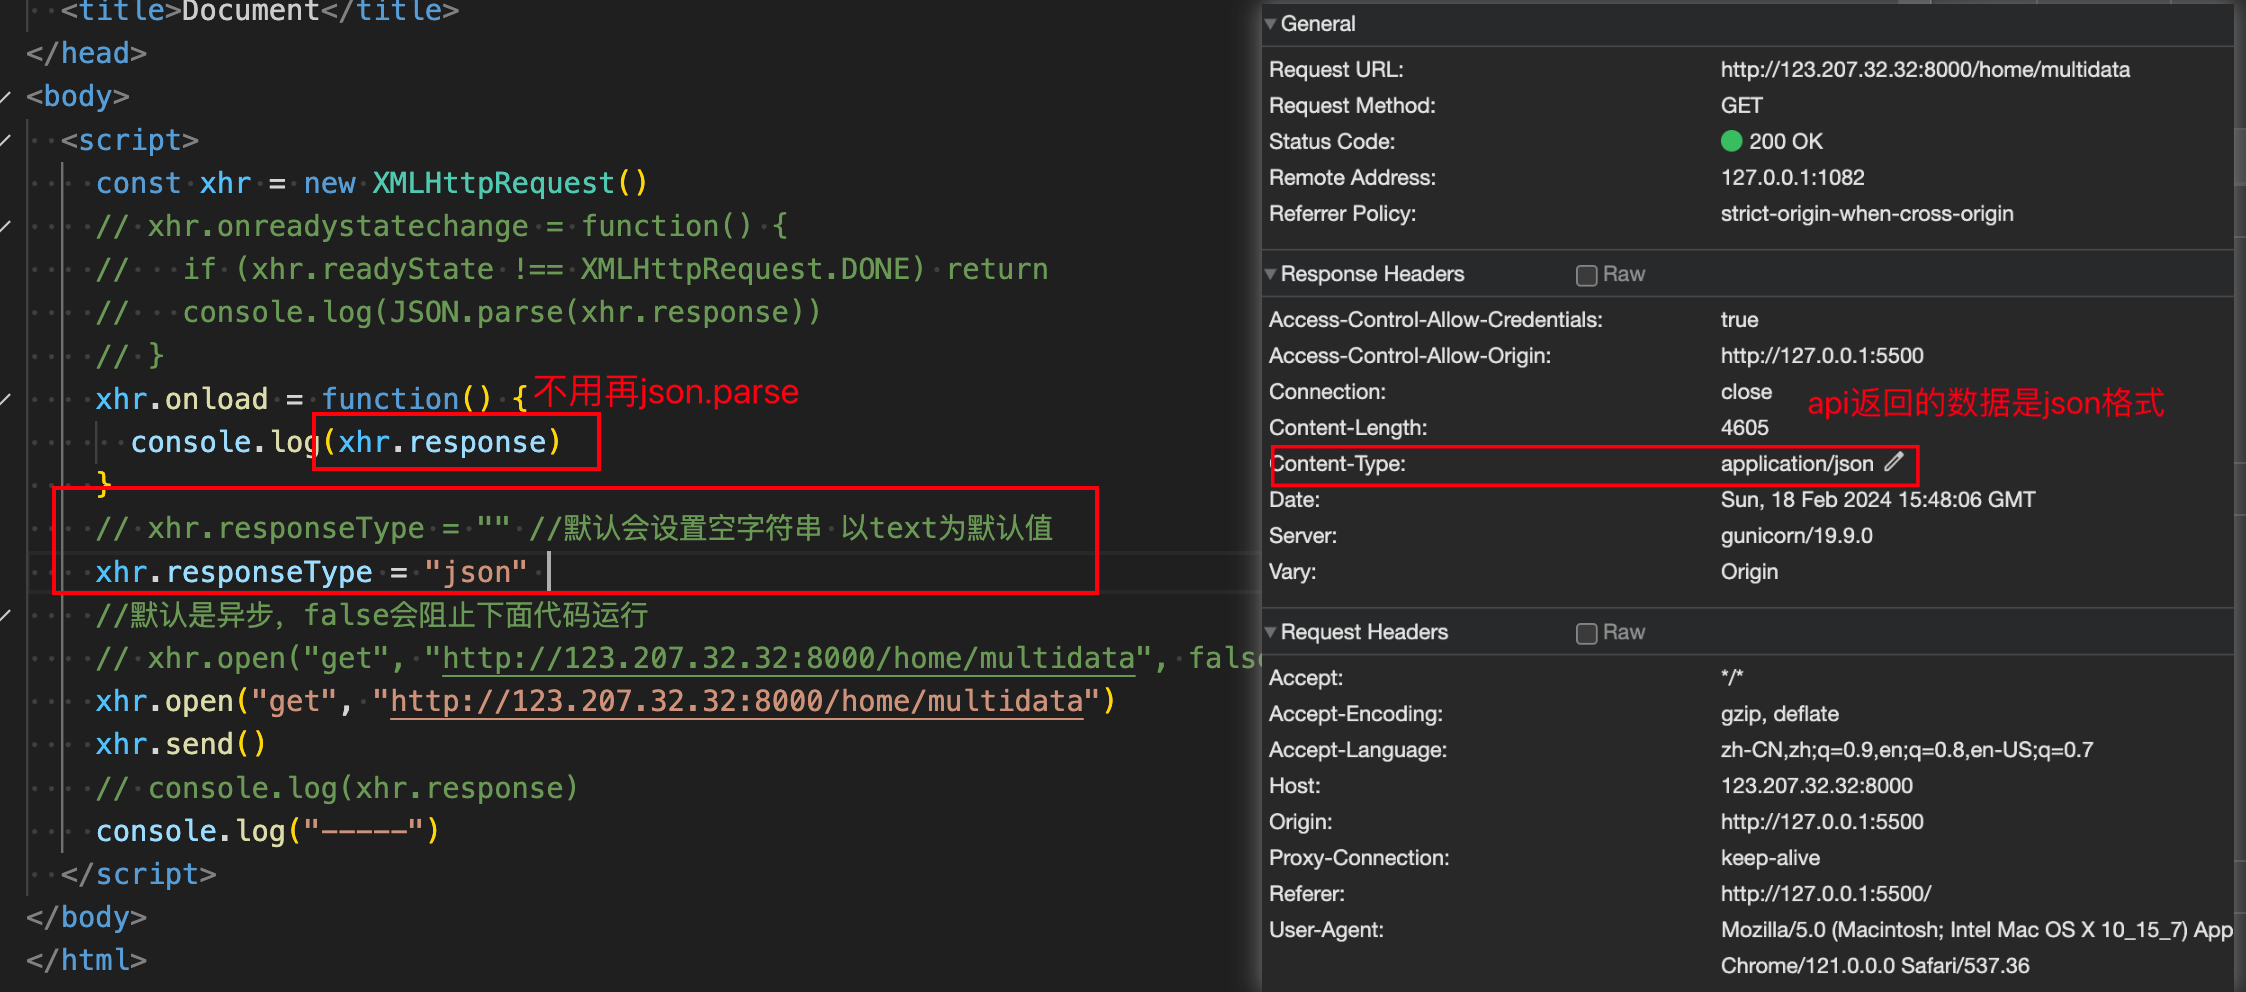 <title>Document</title>
</head>
<body>
<script>
const xhr = new XMLHttpRequest()
// xhr.onreadystatechange = function() {
//   if (xhr.readyState !== XMLHttpRequest.DONE) return
//   console.log(JSON.parse(xhr.response))
// }
xhr.onload = function() { 不用再json.parse
console.log(xhr.response)
}
// xhr.responseType = "" //默认会设置空字符串 以text为默认值
xhr.responseType = "json"
//默认是异步，false会阻止下面代码运行
// xhr.open("get", "http://123.207.32.32:8000/home/multidata", false
xhr.open("get", "http://123.207.32.32:8000/home/multidata")
xhr.send()
// console.log(xhr.response)
console.log("-----")
</script>
</body>
</html>
General
Request URL: http://123.207.32.32:8000/home/multidata
Request Method: GET
Status Code: 200 OK
Remote Address: 127.0.0.1:1082
Referrer Policy: strict-origin-when-cross-origin
Response Headers Raw
Access-Control-Allow-Credentials: true
Access-Control-Allow-Origin: http://127.0.0.1:5500
Connection: close
api返回的数据是json格式
Content-Length: 4605
Content-Type: application/json
Date: Sun, 18 Feb 2024 15:48:06 GMT
Server: gunicorn/19.9.0
Vary: Origin
Request Headers Raw
Accept: */*
Accept-Encoding: gzip, deflate
Accept-Language: zh-CN,zh;q=0.9,en;q=0.8,en-US;q=0.7
Host: 123.207.32.32:8000
Origin: http://127.0.0.1:5500
Proxy-Connection: keep-alive
Referer: http://127.0.0.1:5500/
User-Agent: Mozilla/5.0 (Macintosh; Intel Mac OS X 10_15_7) App
Chrome/121.0.0.0 Safari/537.36